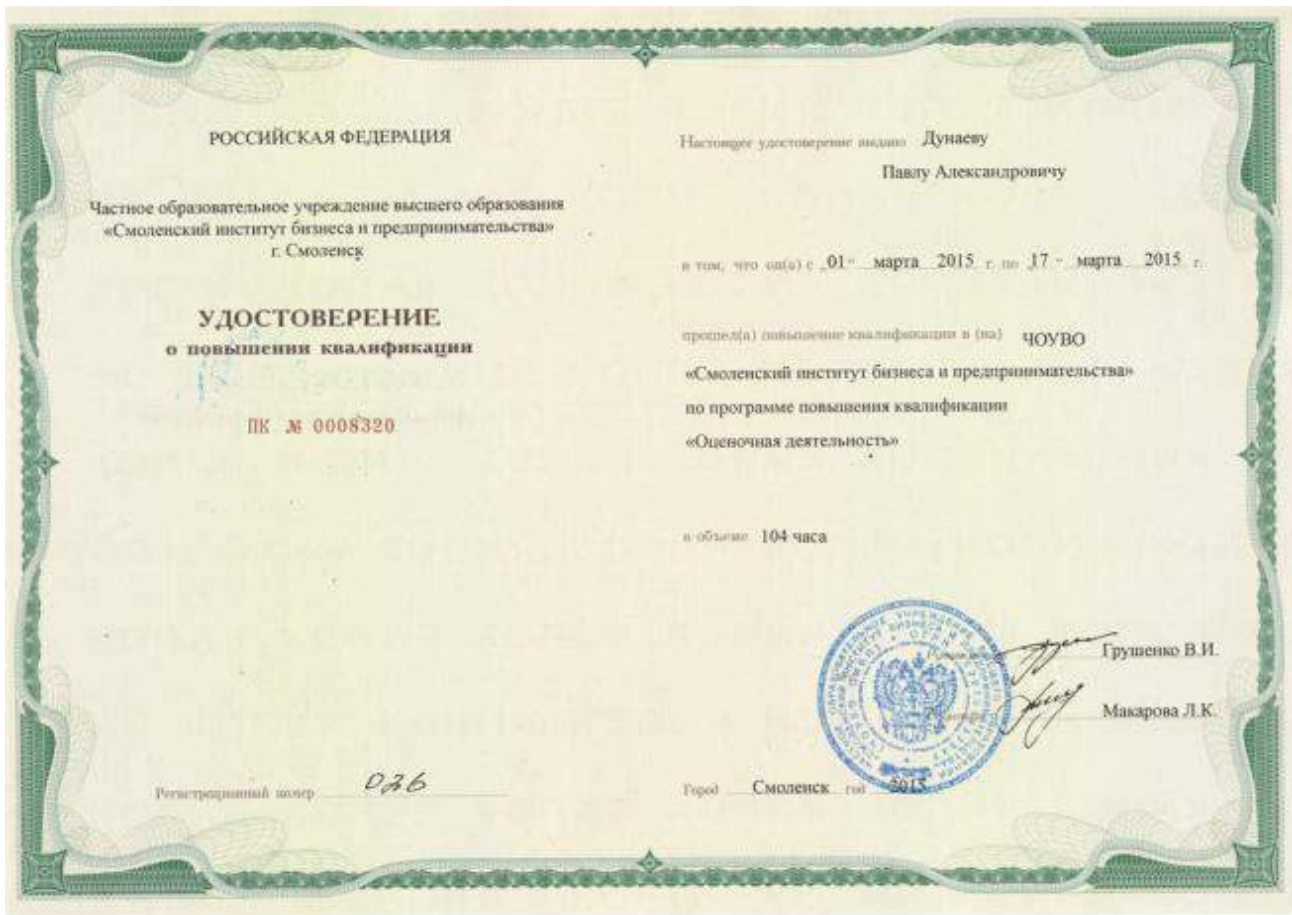 РОССИЙСКАЯ ФЕДЕРАЦИЯ
Частное образовательное учреждение высшего образования
«Смоленский институт бизнеса и предпринимательства»
г. Смоленск
УДОСТОВЕРЕНИЕ
о повышении квалификации
ПК № 0008320
Регистрационный номер 026
Настоящее удостоверение выдано Дунаеву
Павлу Александровичу
в том, что он(а) с „01“ марта 2015 г. по „17“ марта 2015 г.
прошел(а) повышение квалификации в (на) ЧОУВО
«Смоленский институт бизнеса и предпринимательства»
по программе повышения квалификации
«Оценочная деятельность»
в объеме 104 часа
Грушенко В.И.
Макарова Л.К.
Город Смоленск год 2015